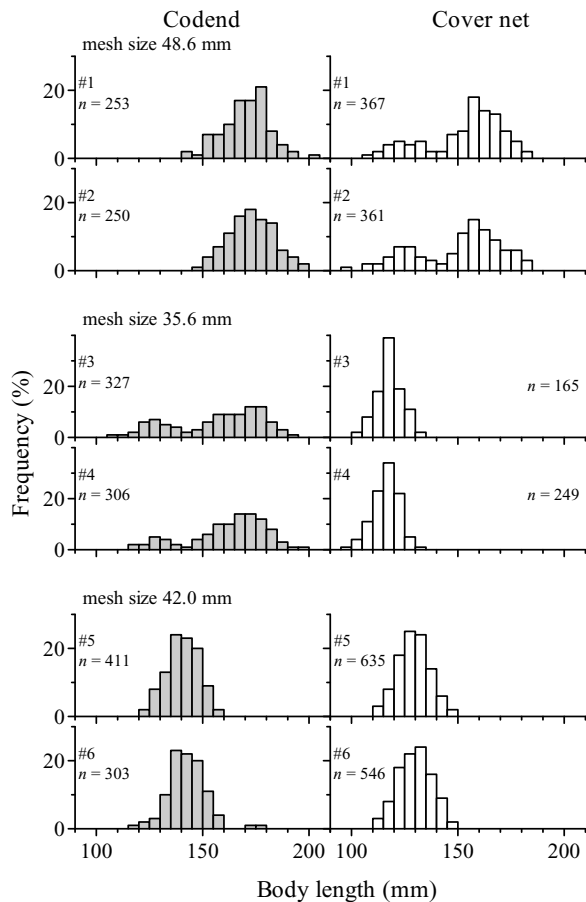 Codend Cover net
mesh size 48.6 mm
#1 #1
20 n = 253 n = 367
0
#2 #2
20 n = 250 n = 361
0
mesh size 35.6 mm
#3 #3
n = 327 n = 165
20
0
#4 #4
n = 306 n = 249
20
0
mesh size 42.0 mm
#5 #5
20 n = 411 n = 635
0
#6 #6
20 n = 303 n = 546
0
100 150 200 100 150 200
Frequency (%)
Body length (mm)